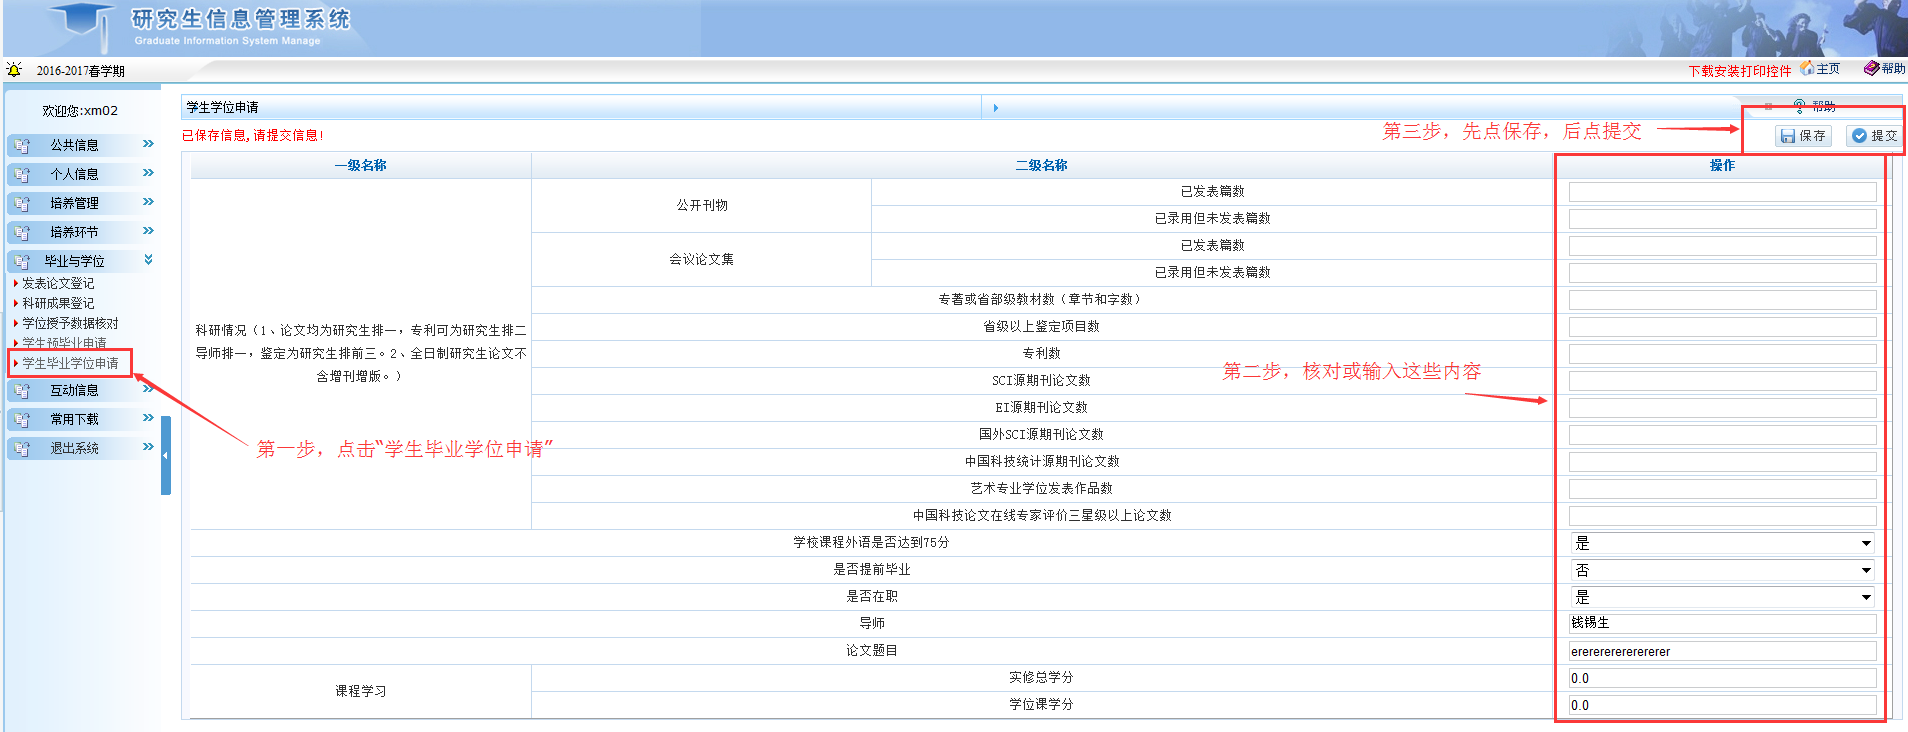 研究生信息管理系统
Graduate Information System Manage
2016-2017春学期
下载安装打印控件 主页 帮助
欢迎您:xm02
公共信息
个人信息
培养管理
培养环节
毕业与学位
发表论文登记
科研成果登记
学位授予数据核对
学生预毕业申请
学生毕业学位申请
互动信息
常用下载
退出系统
学生学位申请
帮助
已保存信息,请提交信息!
第三步，先点保存，后点提交
保存 提交
一级名称 二级名称 操作
科研情况（1、论文均为研究生排一，专利可为研究生排二
导师排一，鉴定为研究生排前三。2、全日制研究生论文不
含增刊增版。）
公开刊物
已发表篇数
已录用但未发表篇数
会议论文集
已发表篇数
已录用但未发表篇数
专著或省部级教材数（章节和字数）
省级以上鉴定项目数
专利数
SCI源期刊论文数
EI源期刊论文数
国外SCI源期刊论文数
中国科技统计源期刊论文数
艺术专业学位发表作品数
中国科技论文在线专家评价三星级以上论文数
第二步，核对或输入这些内容
第一步，点击“学生毕业学位申请”
学校课程外语是否达到75分 是
是否提前毕业 否
是否在职 是
导师 钱锡生
论文题目 erererererererer
课程学习
实修总学分 0.0
学位课学分 0.0